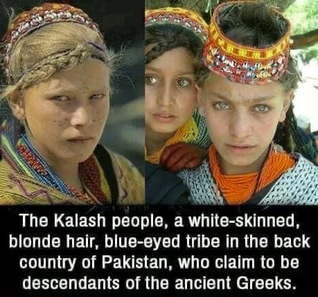 The Kalash people, a white-skinned,
blonde hair, blue-eyed tribe in the back
country of Pakistan, who claim to be
descendants of the ancient Greeks.